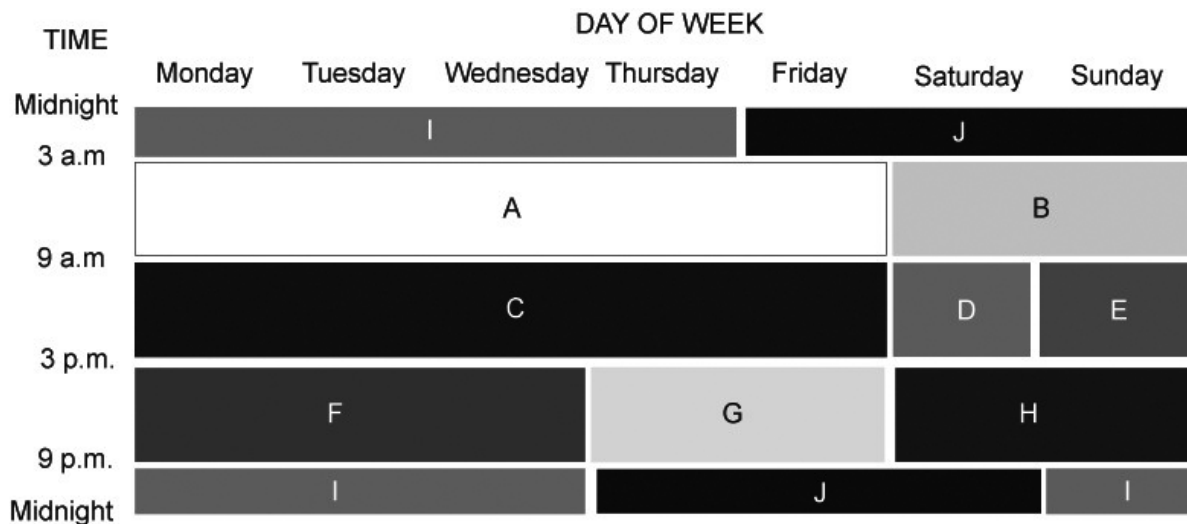 DAY OF WEEK
TIME
Monday Tuesday Wednesday Thursday Friday Saturday Sunday
Midnight
I J
3 a.m
A B
9 a.m
C D E
3 p.m.
F G H
9 p.m.
I J I
Midnight